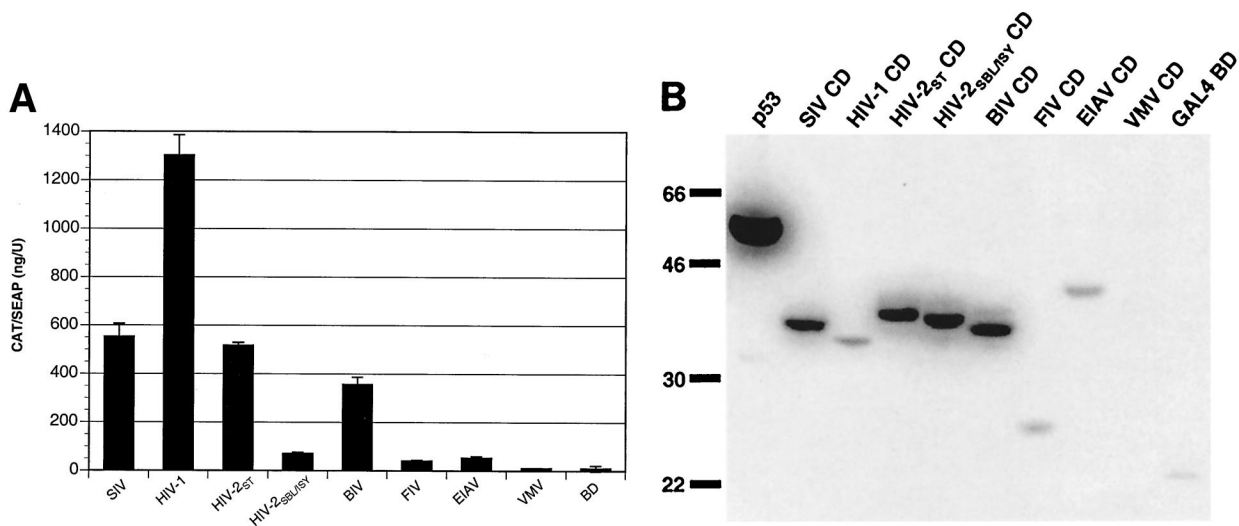 A
CAT/SEAP (ng/U)
1400
1200
1000
800
600
400
200
0
SIV
HIV-1
HIV-2ST
HIV-2SBL/ISY
BIV
FIV
EIAV
VMV
BD
B
p53
SIV CD
HIV-1 CD
HIV-2ST CD
HIV-2SBL/ISY CD
BIV CD
FIV CD
EIAV CD
VMV CD
GAL4 BD
66
46
30
22